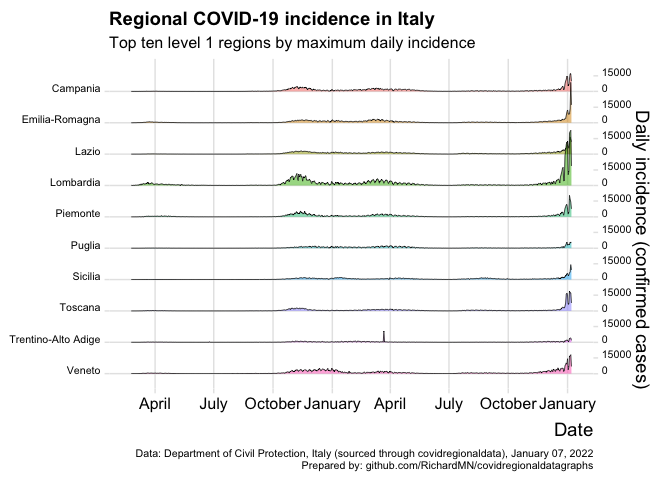 Regional COVID-19 incidence in Italy
Top ten level 1 regions by maximum daily incidence
Campania
15000
0
Emilia-Romagna
15000
0
Lazio
15000
0
Lombardia
15000
0
Piemonte
15000
0
Puglia
15000
0
Sicilia
15000
0
Toscana
15000
0
Trentino-Alto Adige
15000
0
Veneto
15000
0
Daily incidence (confirmed cases)
April July October January April July October January
Date
Data: Department of Civil Protection, Italy (sourced through covidregionaldata), January 07, 2022
Prepared by: github.com/RichardMN/covidregionaldatagraphs